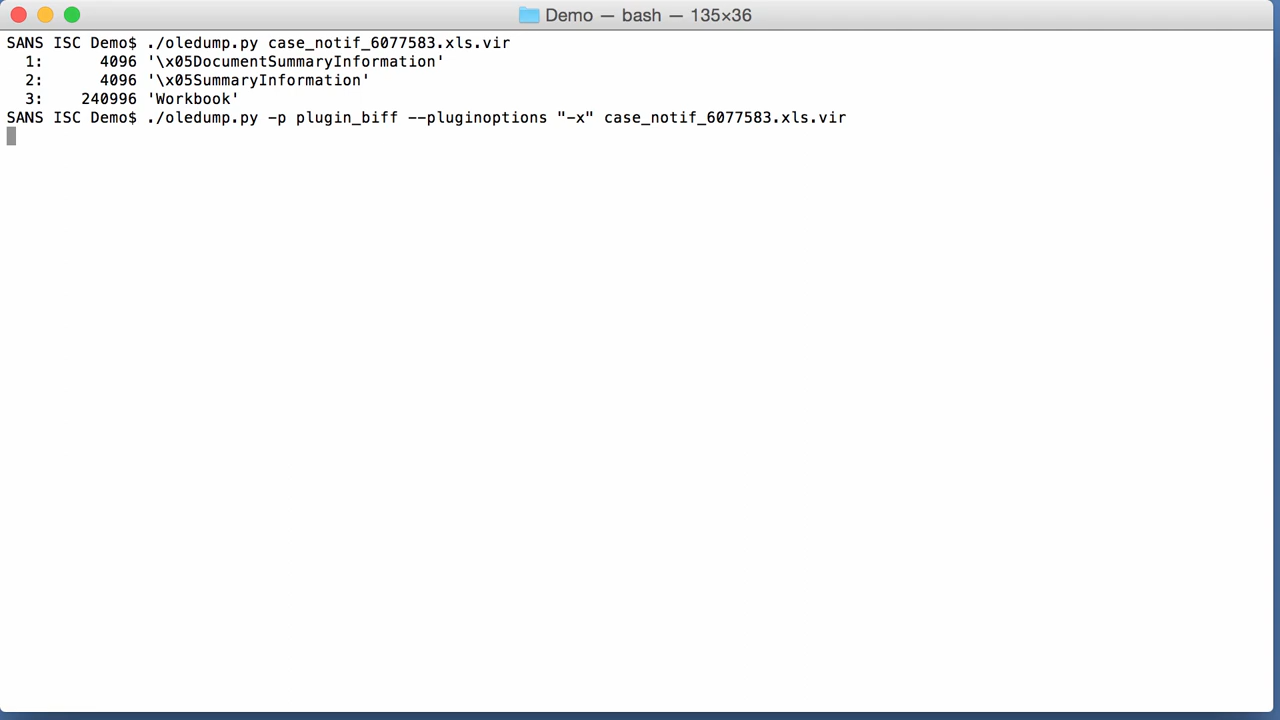 Demo — bash — 135×36
SANS ISC Demo$ ./oledump.py case_notif_6077583.xls.vir
  1:      4096 '\x05DocumentSummaryInformation'
  2:      4096 '\x05SummaryInformation'
  3:    240996 'Workbook'
SANS ISC Demo$ ./oledump.py -p plugin_biff --pluginoptions "-x" case_notif_6077583.xls.vir